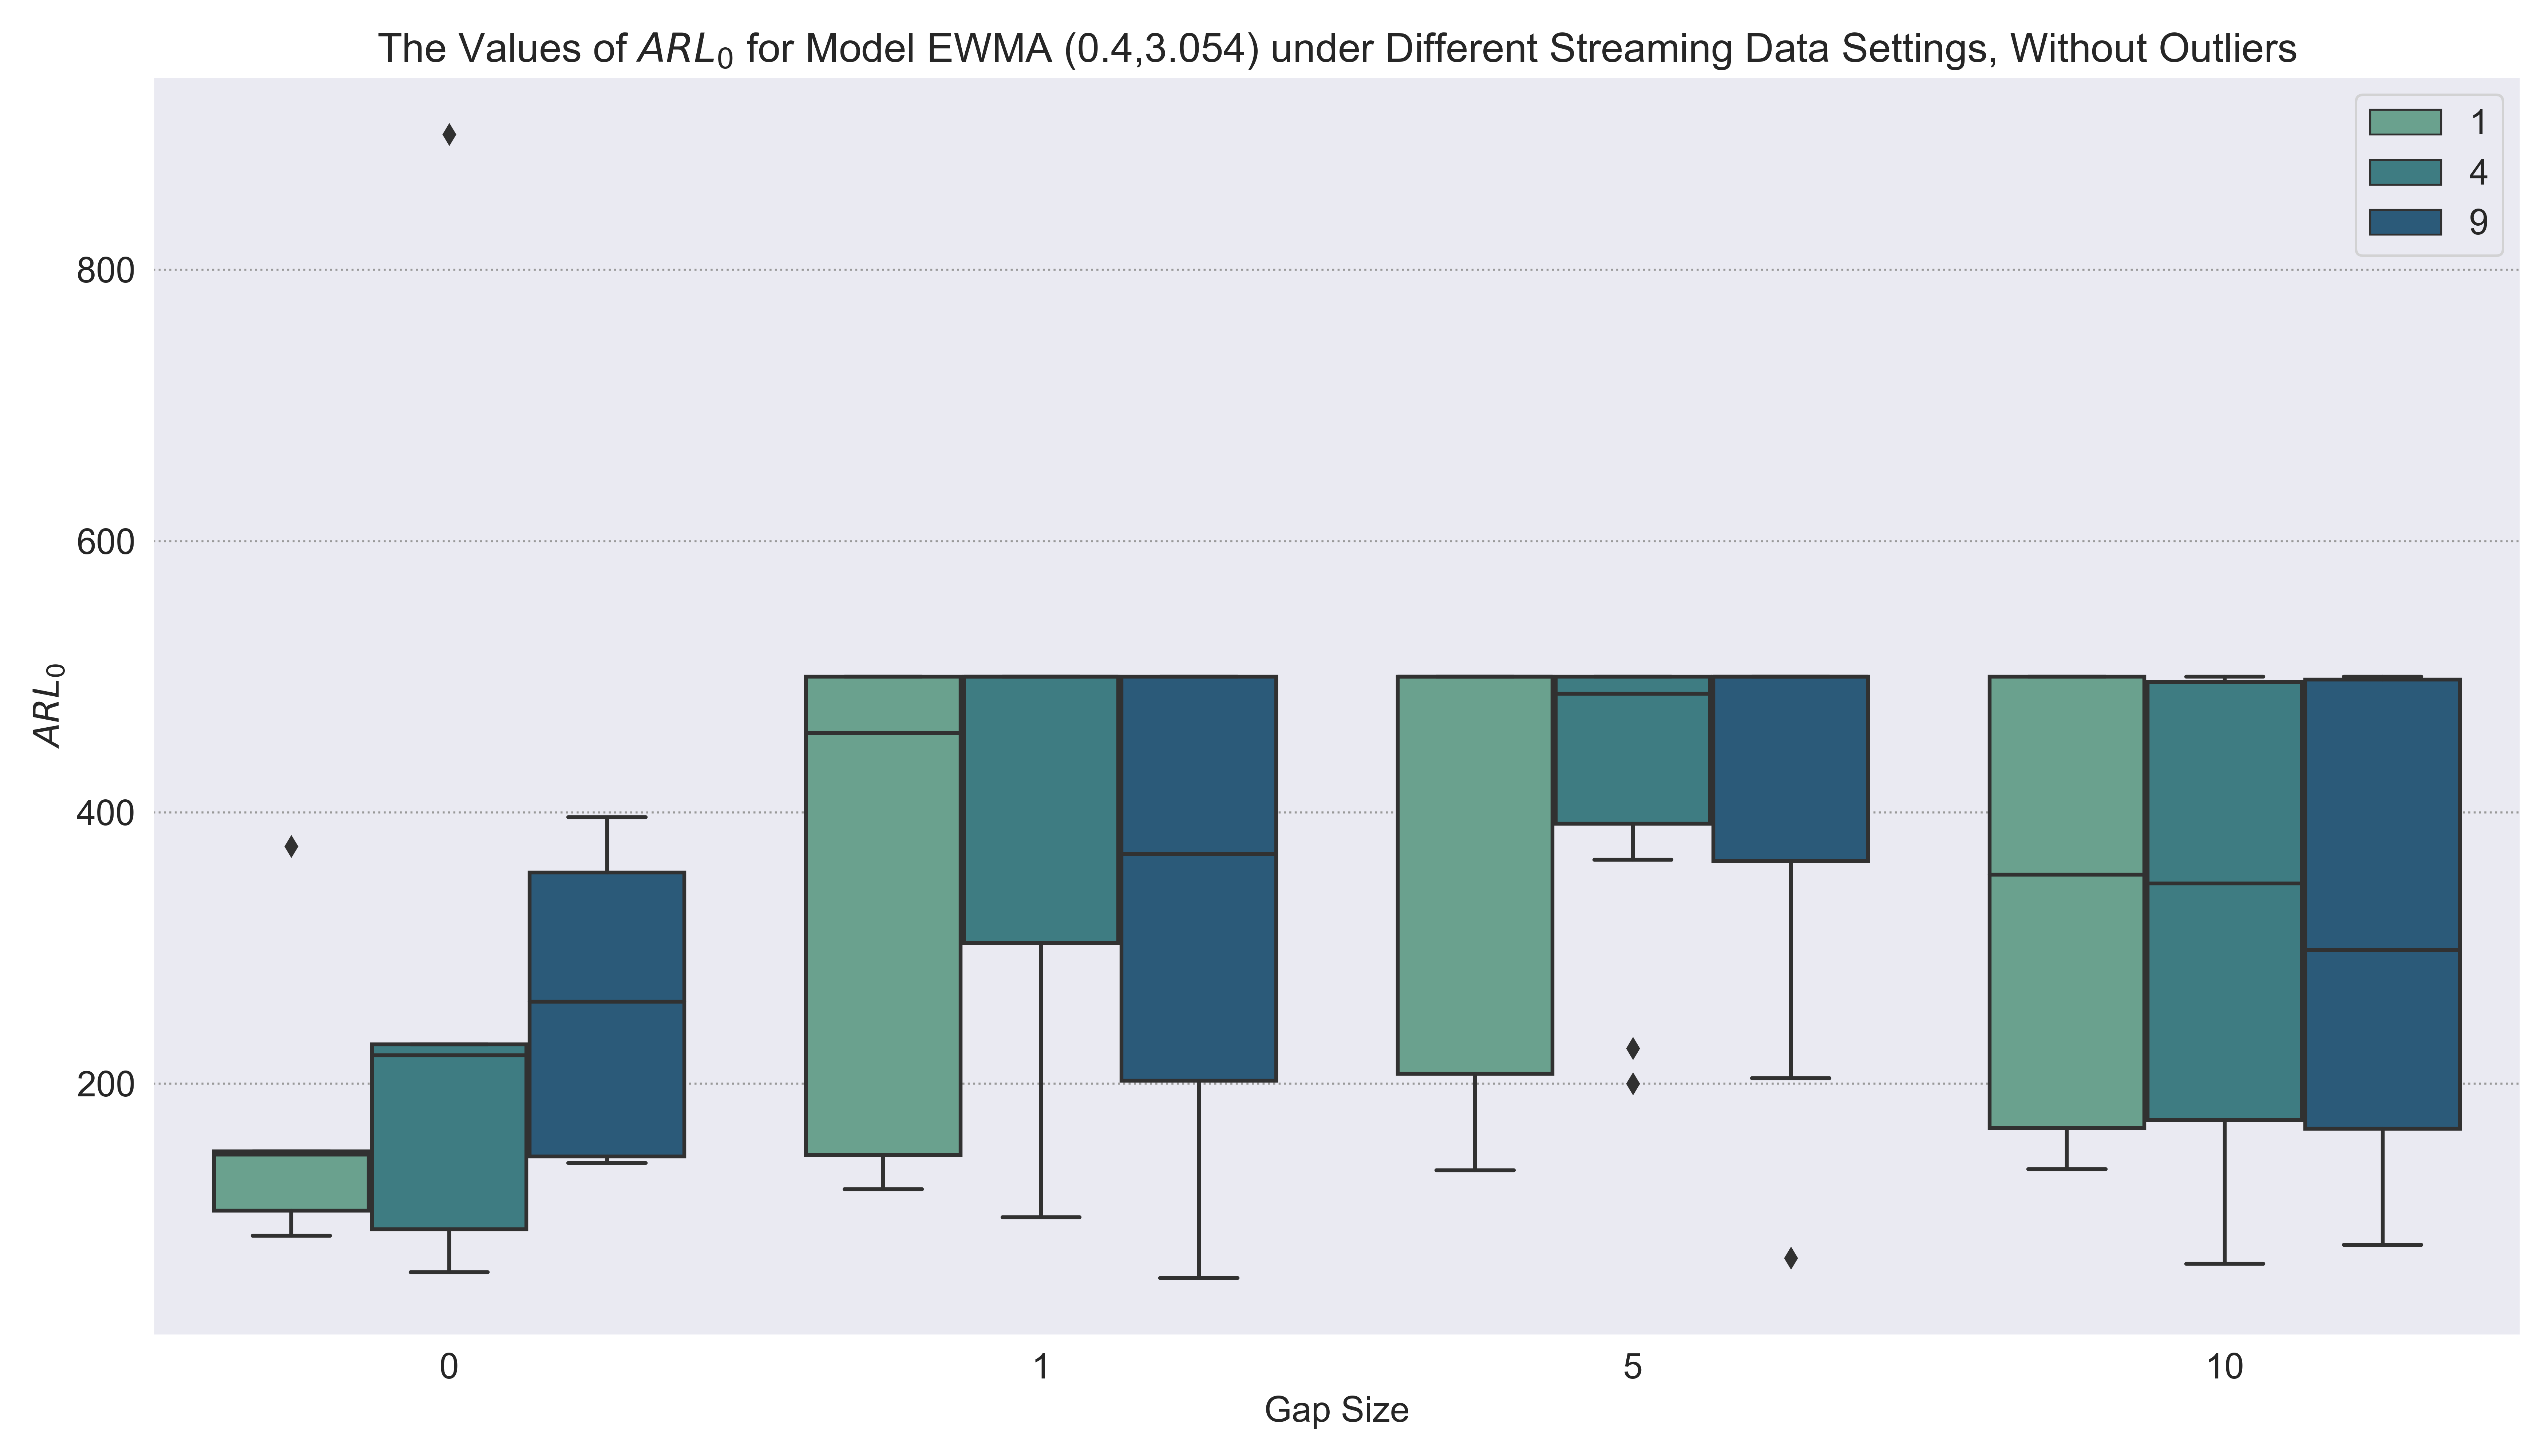 The Values of ARL₀ for Model EWMA (0.4,3.054) under Different Streaming Data Settings, Without Outliers
1
4
9
800
600
400
200
ARL₀
0 1 5 10
Gap Size